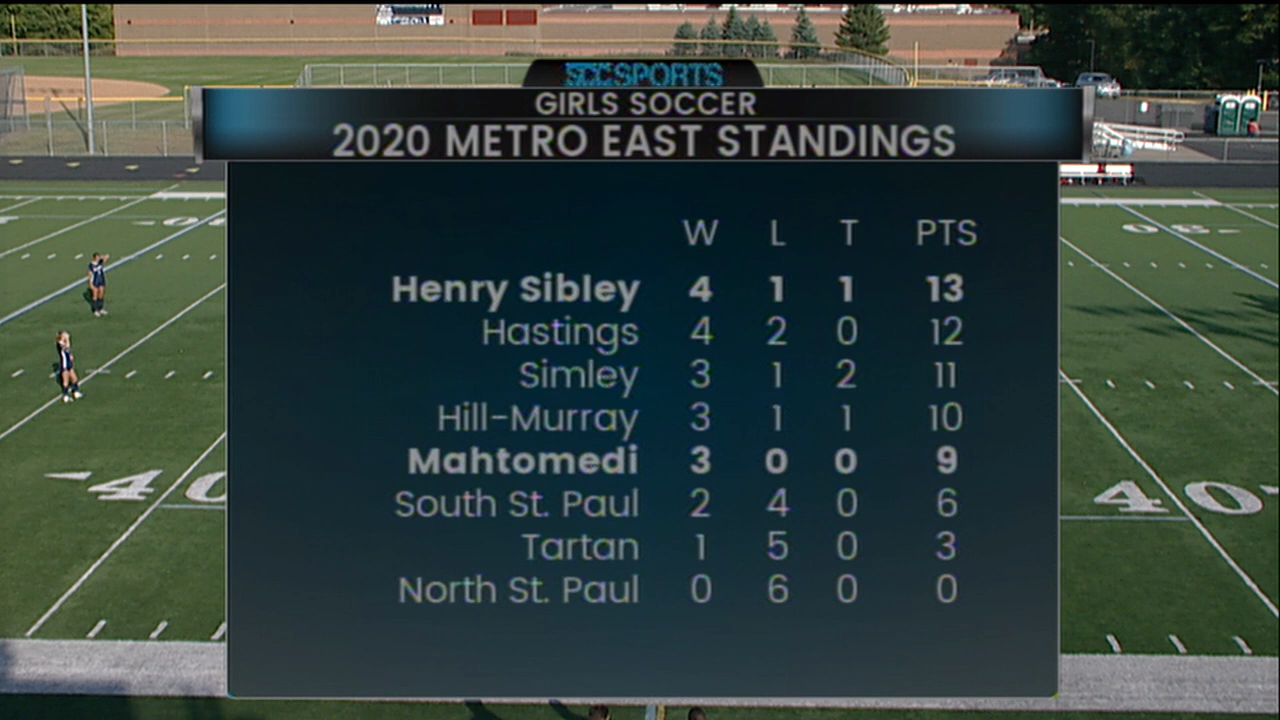 SCCSPORTS
GIRLS SOCCER
2020 METRO EAST STANDINGS
W L T PTS
Henry Sibley 4 1 1 13
Hastings 4 2 0 12
Simley 3 1 2 11
Hill-Murray 3 1 1 10
Mahtomedi 3 0 0 9
South St. Paul 2 4 0 6
Tartan 1 5 0 3
North St. Paul 0 6 0 0
40
40